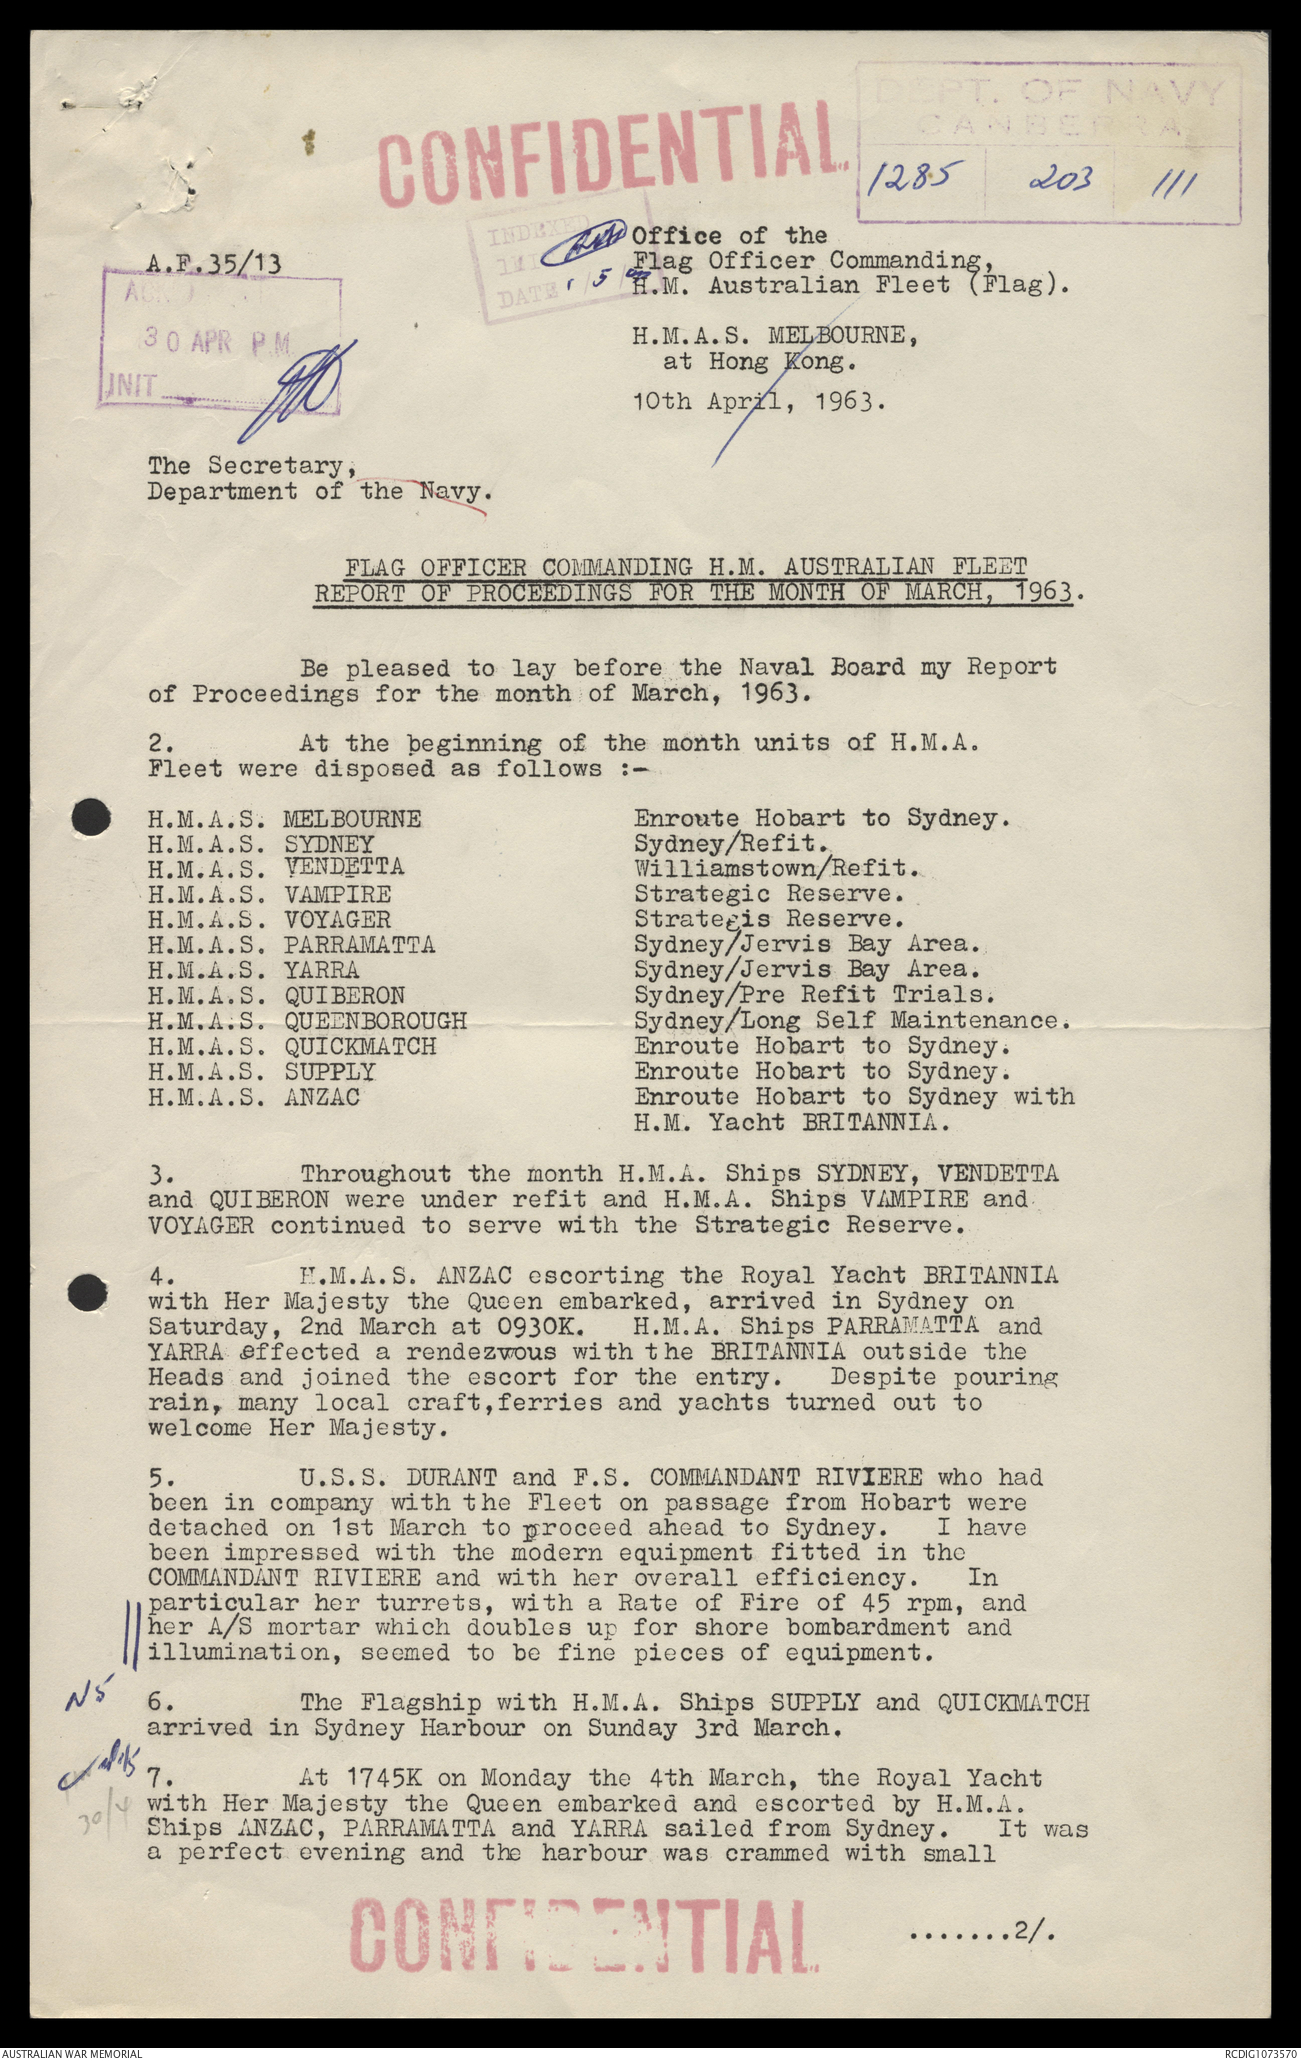 CONFIDENTIAL
DEPT. OF NAVY
CANBERRA
1285 203 111
INDEXED
DATE 1/5/
A.F.35/13
30 APR P.M
INIT
Office of the
Flag Officer Commanding,
H.M. Australian Fleet (Flag).
H.M.A.S. MELBOURNE,
at Hong Kong.
10th April, 1963.
The Secretary,
Department of the Navy.
FLAG OFFICER COMMANDING H.M. AUSTRALIAN FLEET
REPORT OF PROCEEDINGS FOR THE MONTH OF MARCH, 1963.
Be pleased to lay before the Naval Board my Report
of Proceedings for the month of March, 1963.
2. At the beginning of the month units of H.M.A.
Fleet were disposed as follows :-
H.M.A.S. MELBOURNE Enroute Hobart to Sydney.
H.M.A.S. SYDNEY Sydney/Refit.
H.M.A.S. VENDETTA Williamstown/Refit.
H.M.A.S. VAMPIRE Strategic Reserve.
H.M.A.S. VOYAGER Strategis Reserve.
H.M.A.S. PARRAMATTA Sydney/Jervis Bay Area.
H.M.A.S. YARRA Sydney/Jervis Bay Area.
H.M.A.S. QUIBERON Sydney/Pre Refit Trials.
H.M.A.S. QUEENBOROUGH Sydney/Long Self Maintenance.
H.M.A.S. QUICKMATCH Enroute Hobart to Sydney.
H.M.A.S. SUPPLY Enroute Hobart to Sydney.
H.M.A.S. ANZAC Enroute Hobart to Sydney with
H.M. Yacht BRITANNIA.
3. Throughout the month H.M.A. Ships SYDNEY, VENDETTA
and QUIBERON were under refit and H.M.A. Ships VAMPIRE and
VOYAGER continued to serve with the Strategic Reserve.
4. H.M.A.S. ANZAC escorting the Royal Yacht BRITANNIA
with Her Majesty the Queen embarked, arrived in Sydney on
Saturday, 2nd March at 0930K. H.M.A. Ships PARRAMATTA and
YARRA effected a rendezvous with the BRITANNIA outside the
Heads and joined the escort for the entry. Despite pouring
rain, many local craft,ferries and yachts turned out to
welcome Her Majesty.
5. U.S.S. DURANT and F.S. COMMANDANT RIVIERE who had
been in company with the Fleet on passage from Hobart were
detached on 1st March to proceed ahead to Sydney. I have
been impressed with the modern equipment fitted in the
COMMANDANT RIVIERE and with her overall efficiency. In
particular her turrets, with a Rate of Fire of 45 rpm, and
her A/S mortar which doubles up for shore bombardment and
illumination, seemed to be fine pieces of equipment.
N5
6. The Flagship with H.M.A. Ships SUPPLY and QUICKMATCH
arrived in Sydney Harbour on Sunday 3rd March.
7. At 1745K on Monday the 4th March, the Royal Yacht
30/4
with Her Majesty the Queen embarked and escorted by H.M.A.
Ships ANZAC, PARRAMATTA and YARRA sailed from Sydney. It was
a perfect evening and the harbour was crammed with small
CONFIDENTIAL
.......2/.
AUSTRALIAN WAR MEMORIAL RCDIG1073570